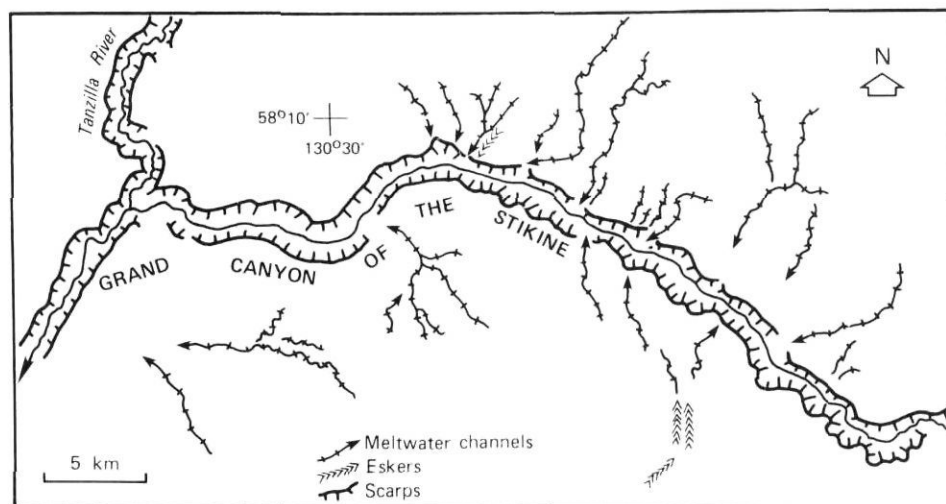 Tanzilla River
N
58°10'
130°30'
GRAND CANYON OF THE STIKINE
5 km
Meltwater channels
Eskers
Scarps